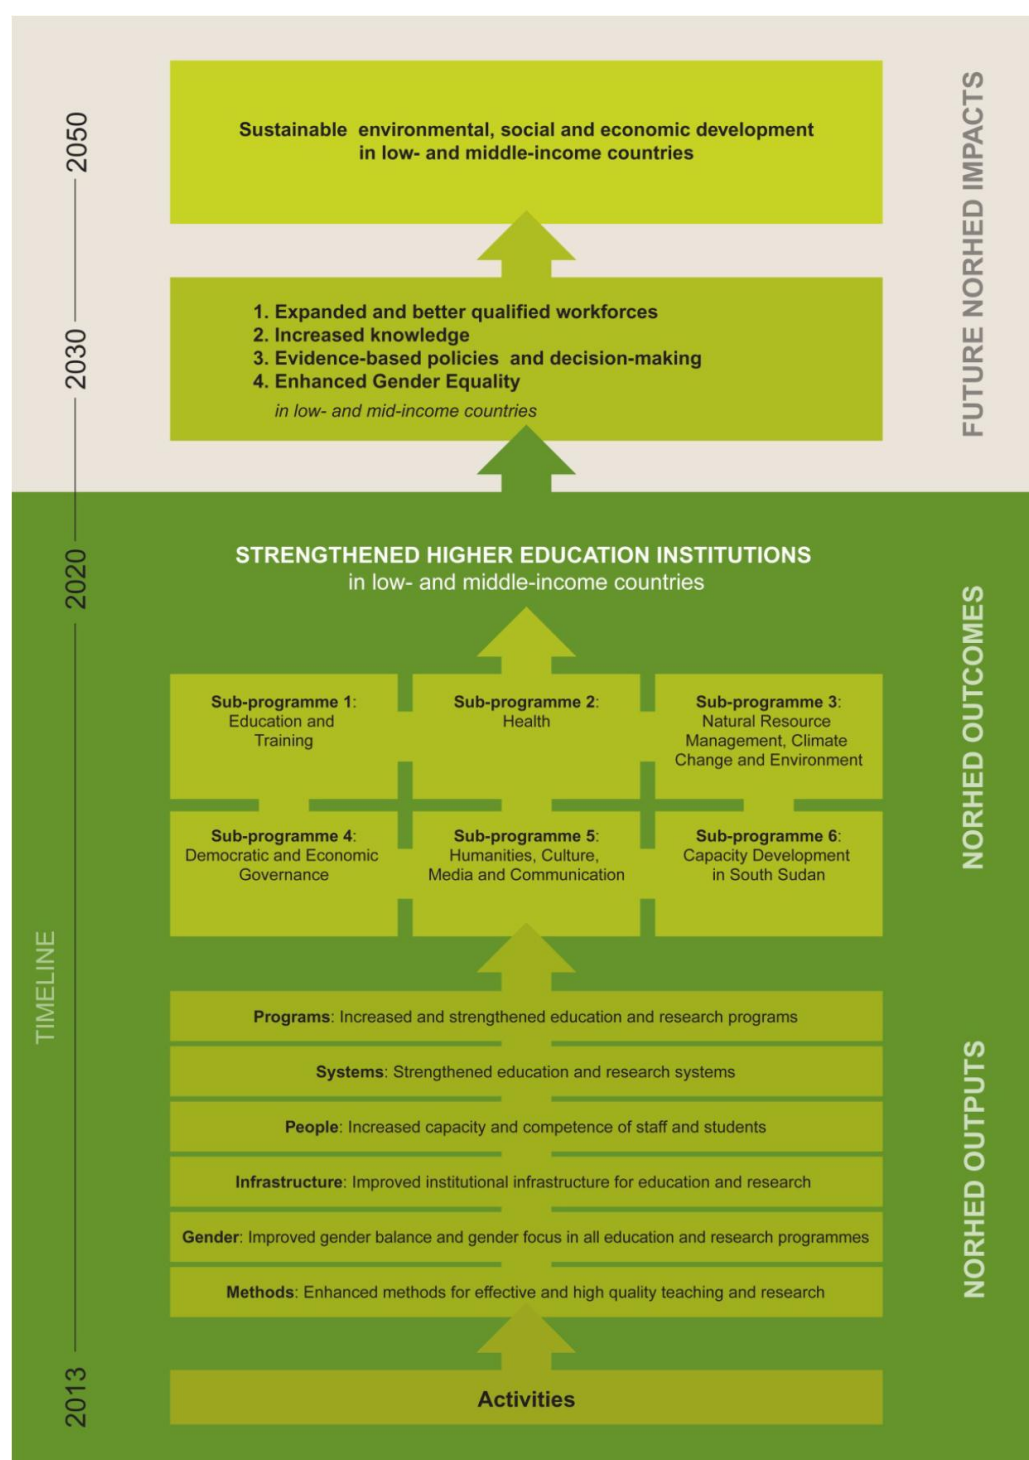 Sustainable environmental, social and economic development
in low- and middle-income countries
1. Expanded and better qualified workforces
2. Increased knowledge
3. Evidence-based policies and decision-making
4. Enhanced Gender Equality
in low- and mid-income countries
STRENGTHENED HIGHER EDUCATION INSTITUTIONS
in low- and middle-income countries
Sub-programme 1:
Education and
Training
Sub-programme 2:
Health
Sub-programme 3:
Natural Resource
Management, Climate
Change and Environment
Sub-programme 4:
Democratic and Economic
Governance
Sub-programme 5:
Humanities, Culture,
Media and Communication
Sub-programme 6:
Capacity Development
in South Sudan
Programs: Increased and strengthened education and research programs
Systems: Strengthened education and research systems
People: Increased capacity and competence of staff and students
Infrastructure: Improved institutional infrastructure for education and research
Gender: Improved gender balance and gender focus in all education and research programmes
Methods: Enhanced methods for effective and high quality teaching and research
Activities
TIMELINE
2050
2030
2020
2013
FUTURE NORHED IMPACTS
NORHED OUTCOMES
NORHED OUTPUTS